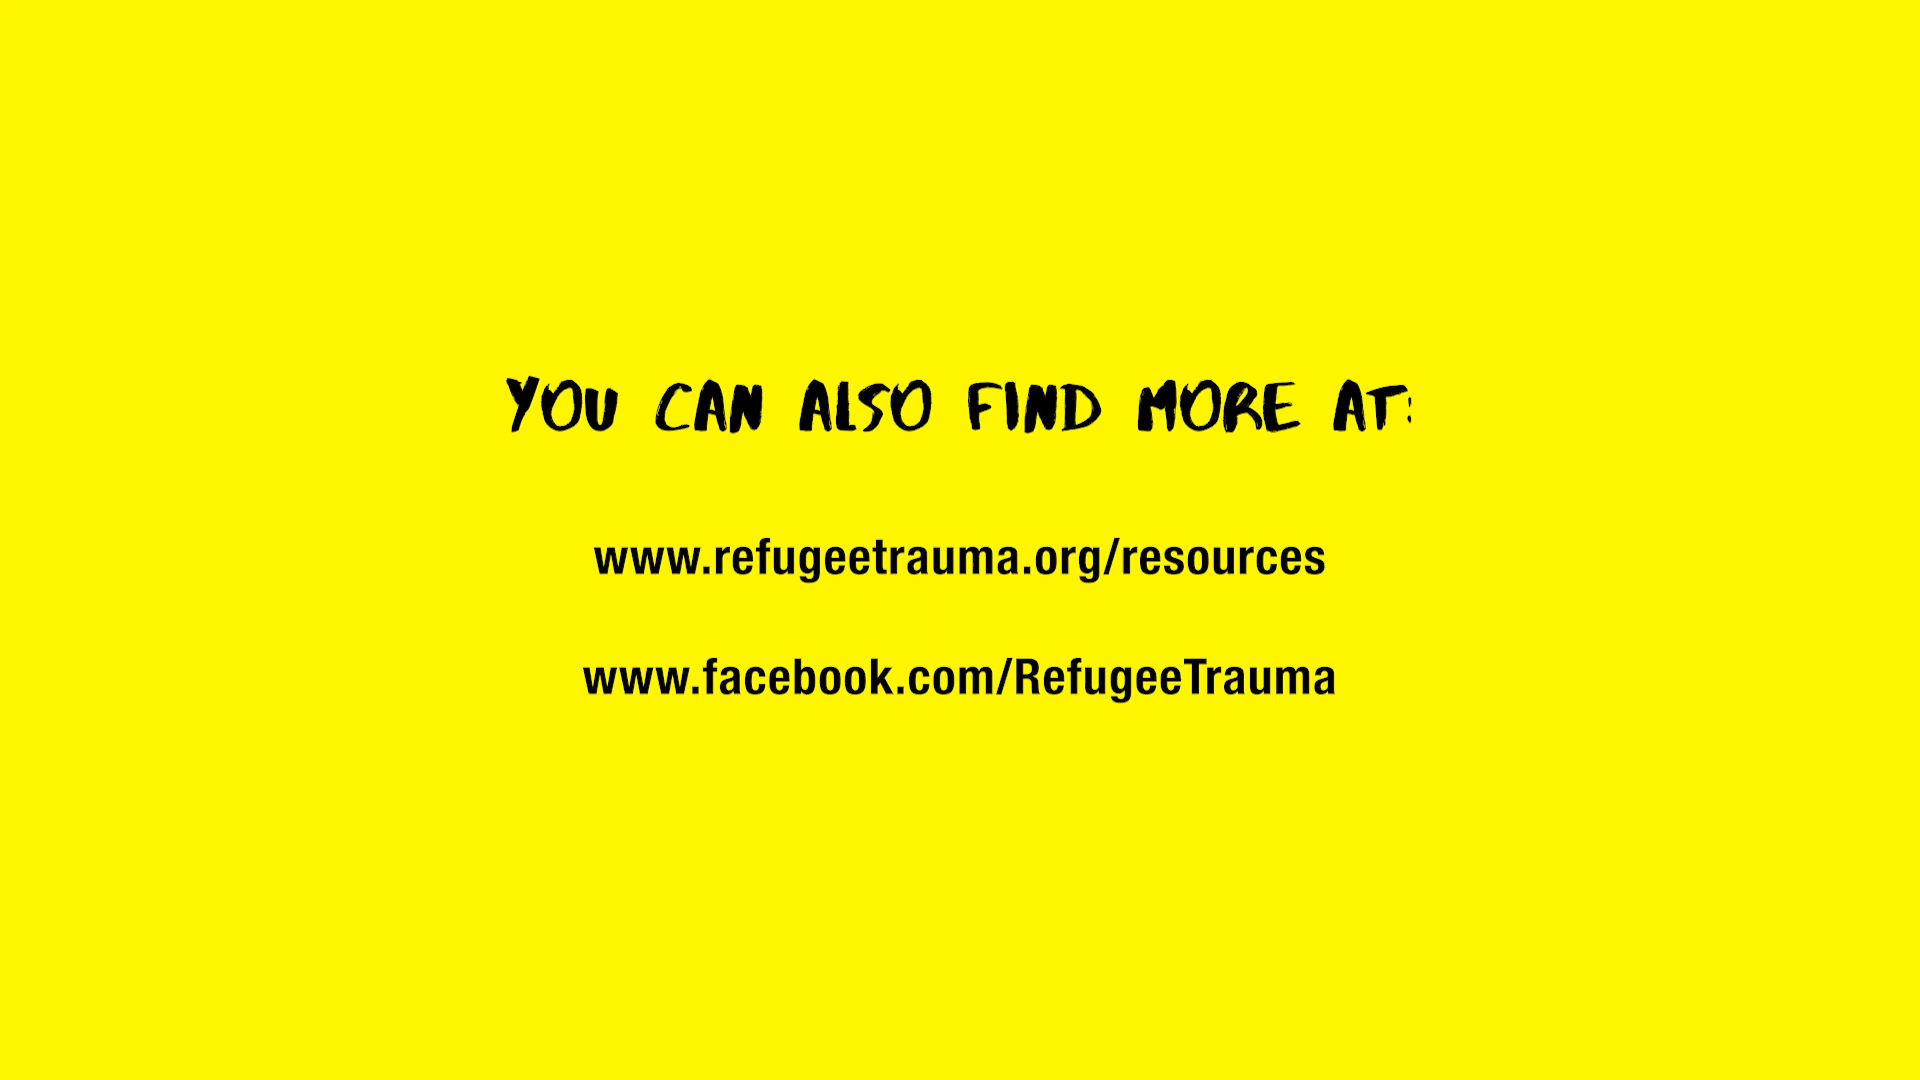 YOU CAN ALSO FIND MORE AT:
www.refugeetrauma.org/resources
www.facebook.com/RefugeeTrauma